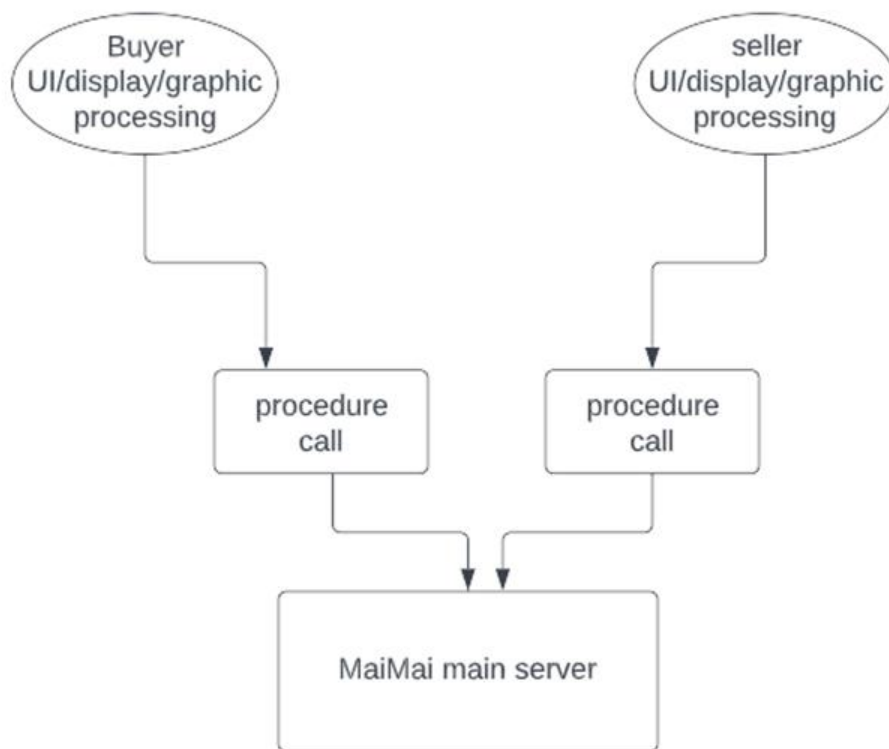 Buyer
UI/display/graphic
processing
seller
UI/display/graphic
processing
procedure
call
procedure
call
MaiMai main server